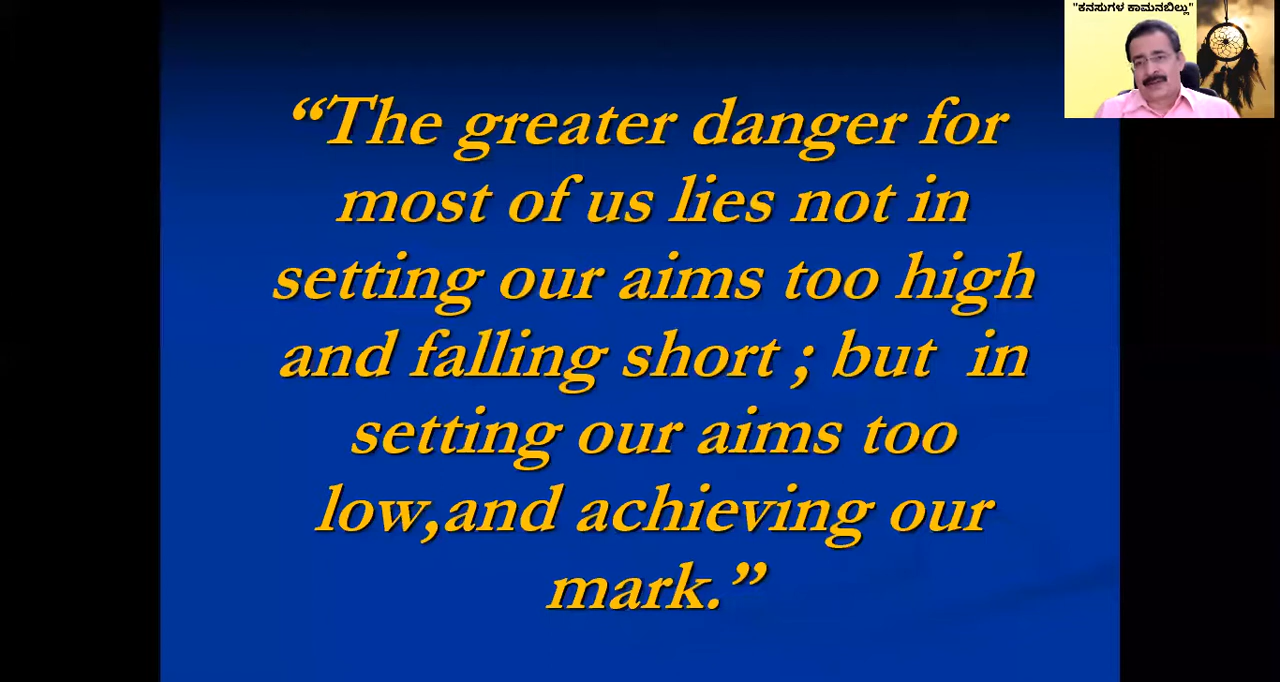 "ಕನಸುಗಳ ಕಾಮನಬಿಲ್ಲು"
“The greater danger for
most of us lies not in
setting our aims too high
and falling short ; but  in
setting our aims too
low,and achieving our
mark.”